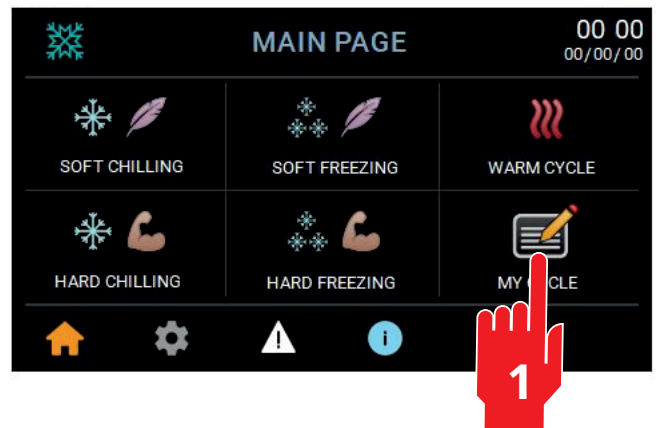 MAIN PAGE
00 00
00/00/00
SOFT CHILLING
SOFT FREEZING
WARM CYCLE
HARD CHILLING
HARD FREEZING
MY CLE
!
i
1